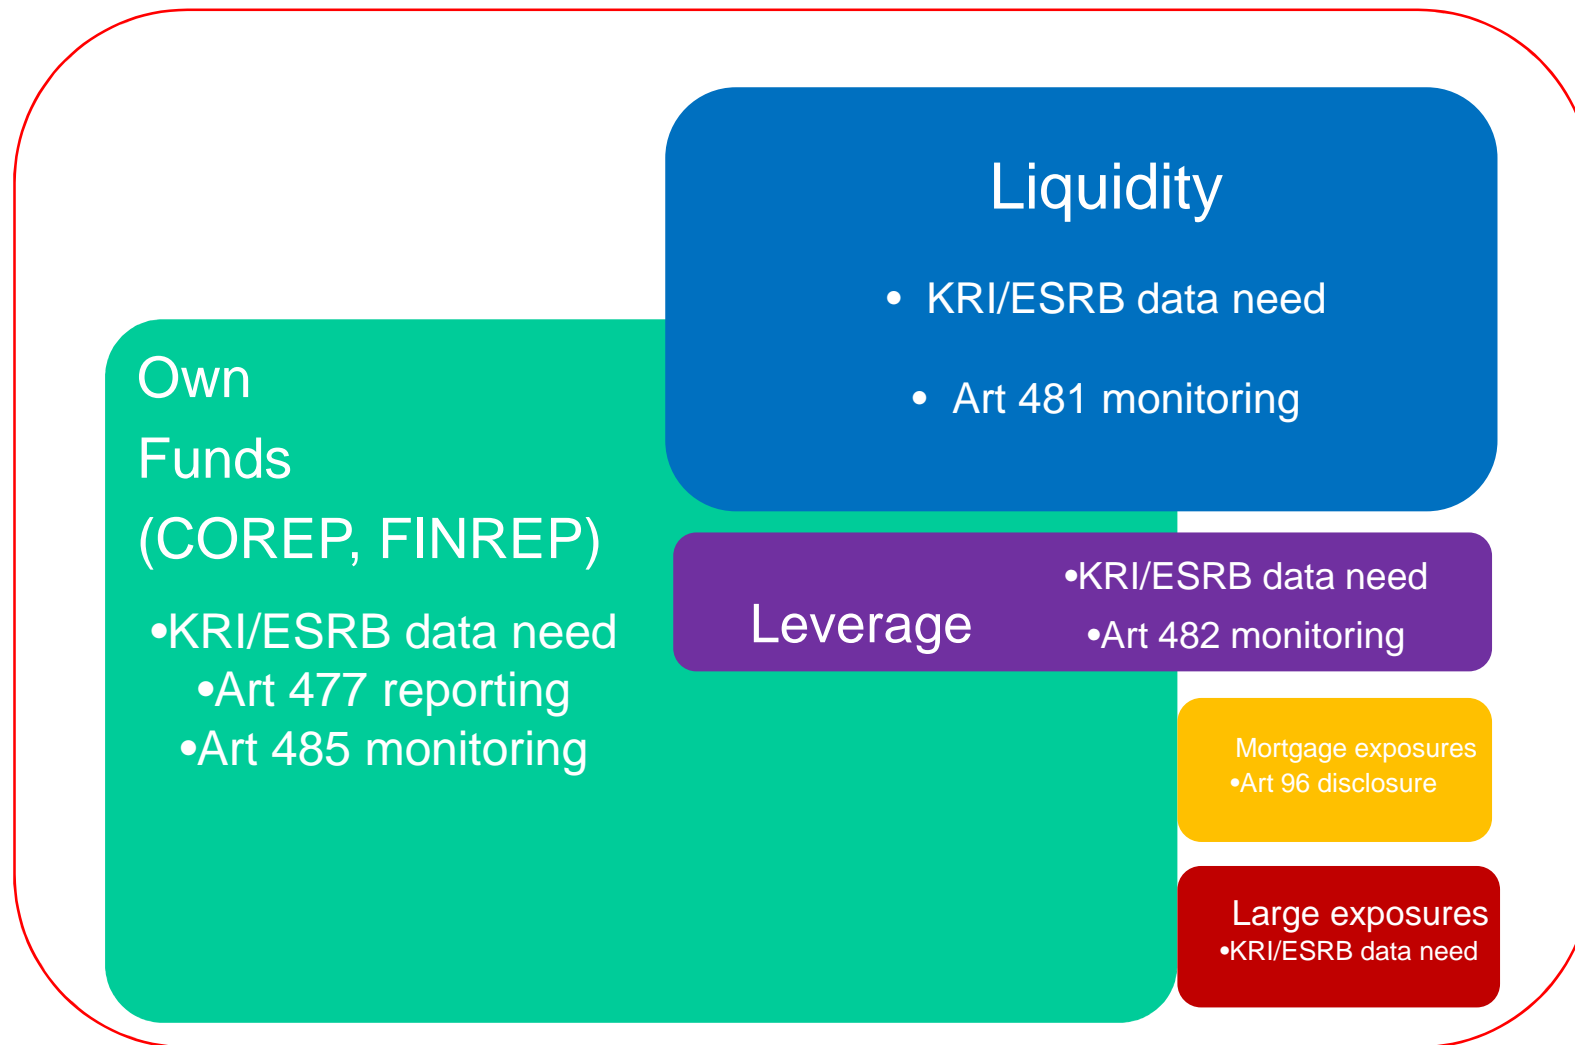 Liquidity
• KRI/ESRB data need
• Art 481 monitoring
Own
Funds
(COREP, FINREP)
•KRI/ESRB data need
•Art 477 reporting
•Art 485 monitoring
Leverage
•KRI/ESRB data need
•Art 482 monitoring
Mortgage exposures
•Art 96 disclosure
Large exposures
•KRI/ESRB data need